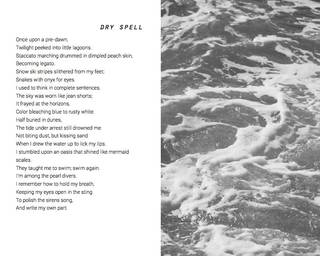 DRY SPELL
Once upon a pre-dawn,
Twilight peeked into little lagoons.
Staccato marching drummed in dimpled peach skin,
Becoming legato.
Snow ski stripes slithered from my feet;
Snakes with onyx for eyes.
I used to think in complete sentences.
The sky was worn like jean shorts;
It frayed at the horizons,
Color bleaching blue to rusty white.
Half buried in dunes,
The tide under arrest still drowned me
Not biting dust, but kissing sand
When I drew the water up to lick my lips.
I stumbled upon an oasis that shined like mermaid
scales.
They taught me to swim; swim again.
I'm among the pearl divers.
I remember how to hold my breath,
Keeping my eyes open in the sting
To polish the sirens song,
And write my own part.